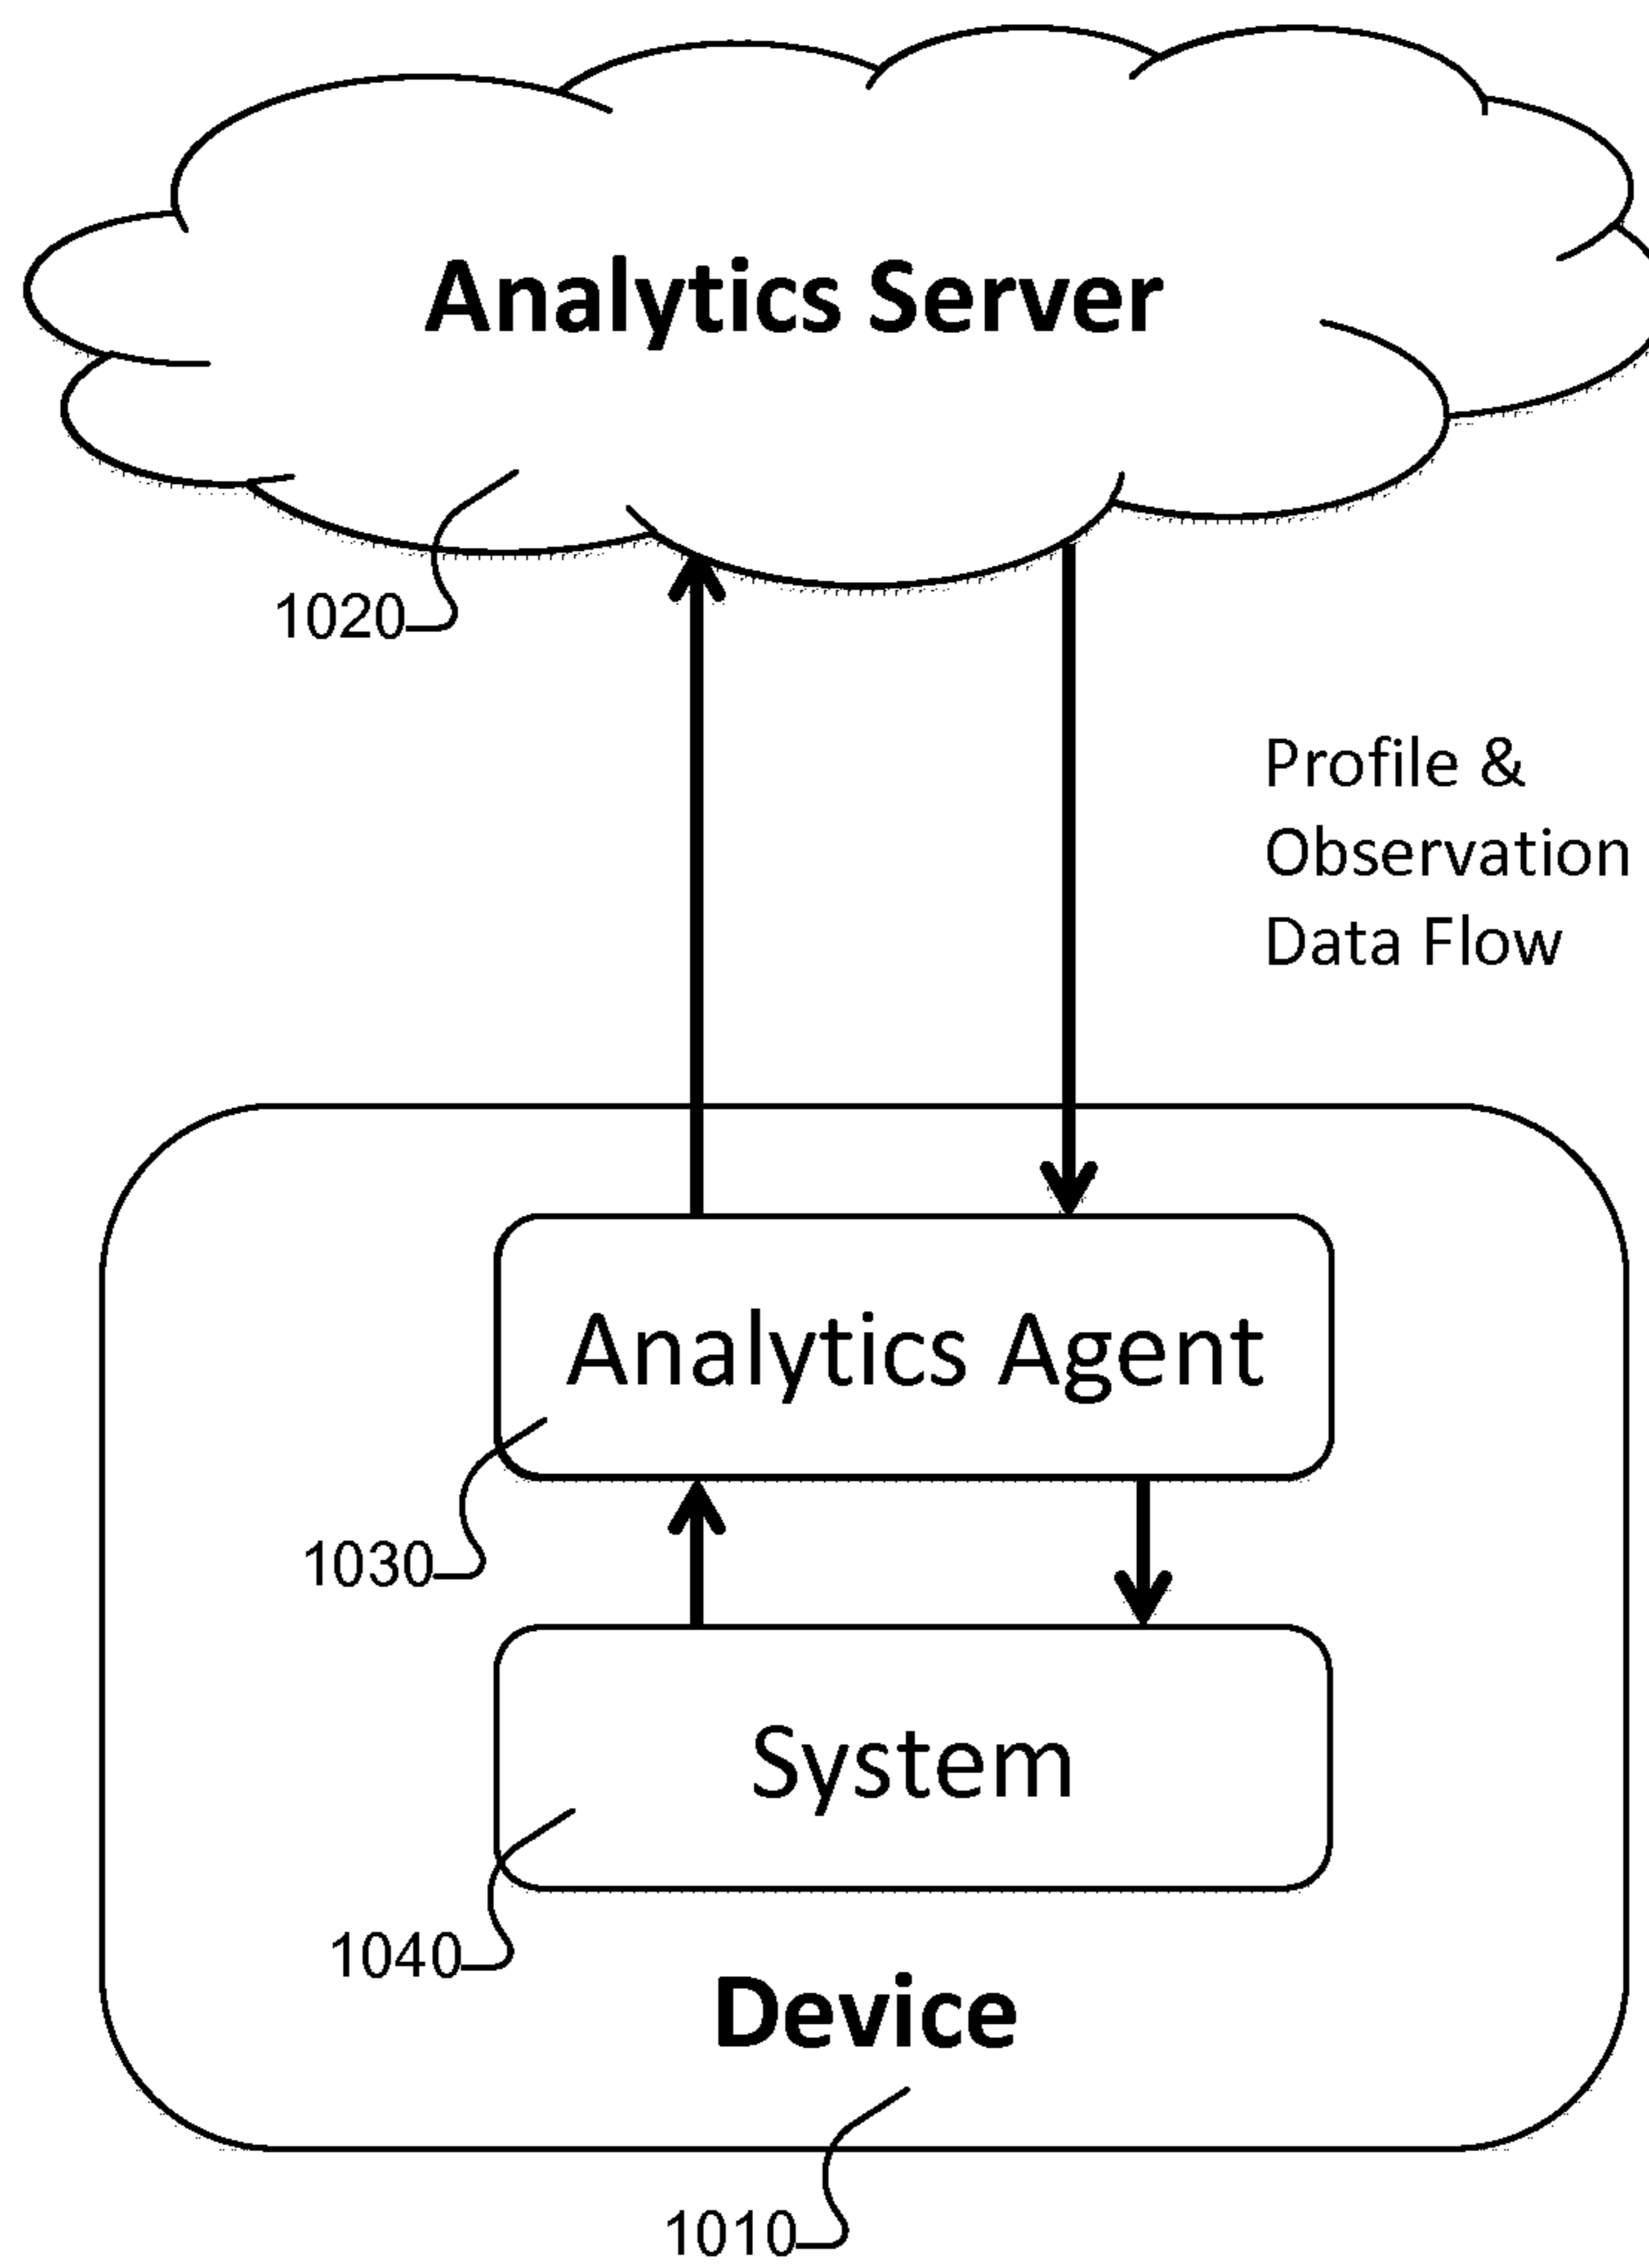 Analytics Server
1020
Profile &
Observation
Data Flow
Analytics Agent
1030
System
1040
Device
1010